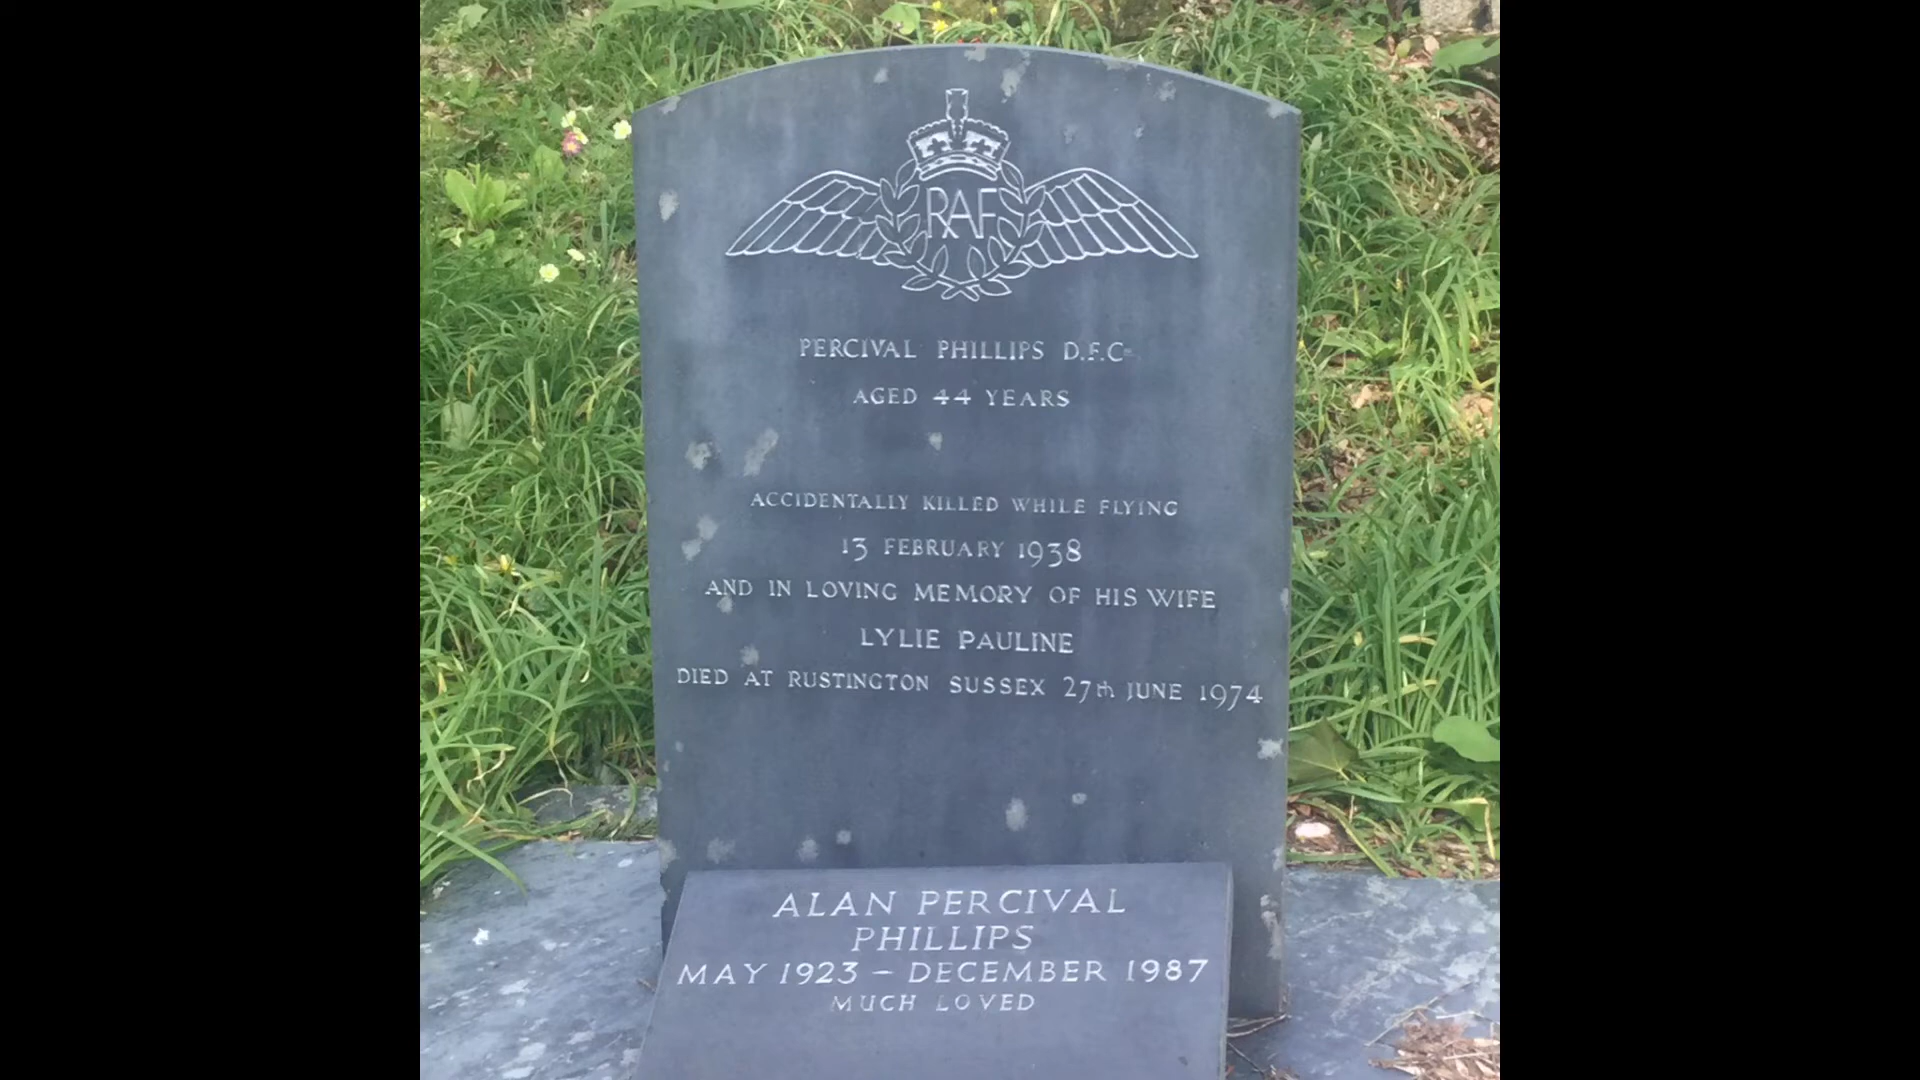 RAF
PERCIVAL PHILLIPS D.F.C.
AGED 44 YEARS
ACCIDENTALLY KILLED WHILE FLYING
13 FEBRUARY 1938
AND IN LOVING MEMORY OF HIS WIFE
LYLIE PAULINE
DIED AT RUSTINGTON SUSSEX 27th JUNE 1974
ALAN PERCIVAL
PHILLIPS
MAY 1923 – DECEMBER 1987
MUCH LOVED